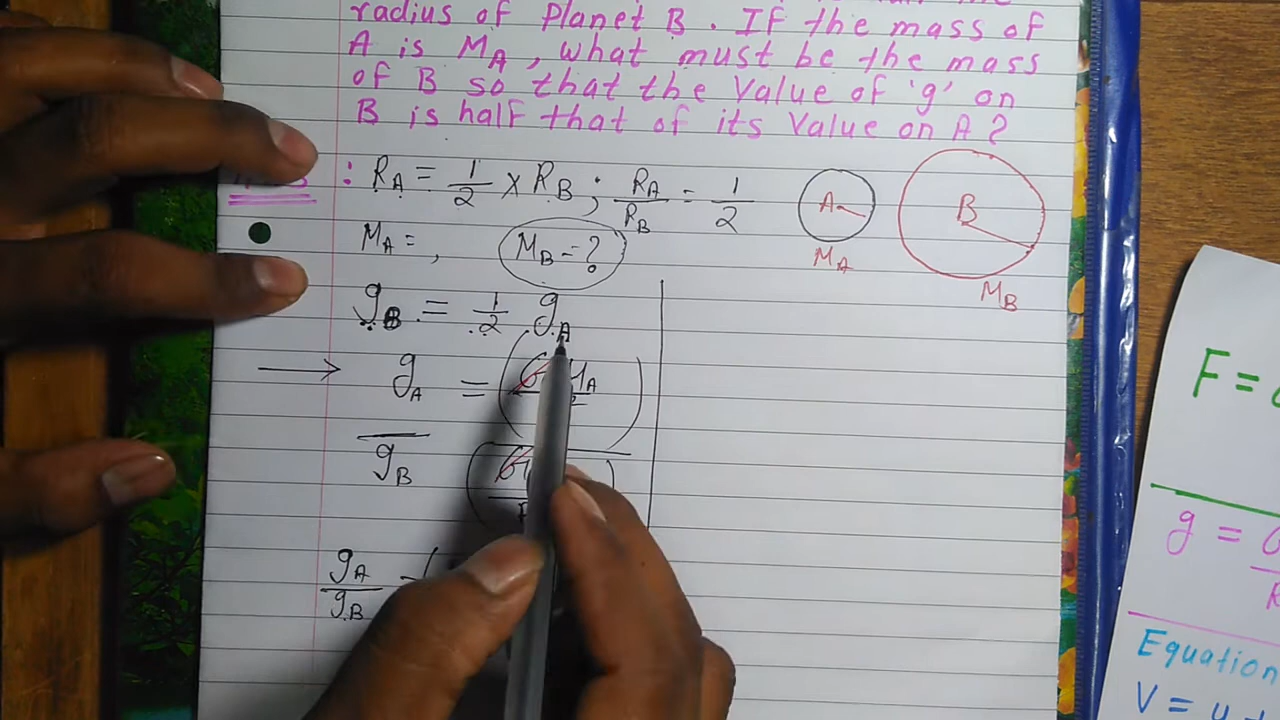 radius of Planet B. If the mass of
A is M_A, what must be the mass
of B so that the Value of 'g' on
B is half that of its Value on A?
: R_A = 1/2 × R_B ; R_A/R_B = 1/2
A
B
M_A = , M_B = ?
M_A
M_B
g_B = 1/2 g_A
→ g_A/g_B =
M_A
g_A/g_B
F =
g =
Equation
V = u +